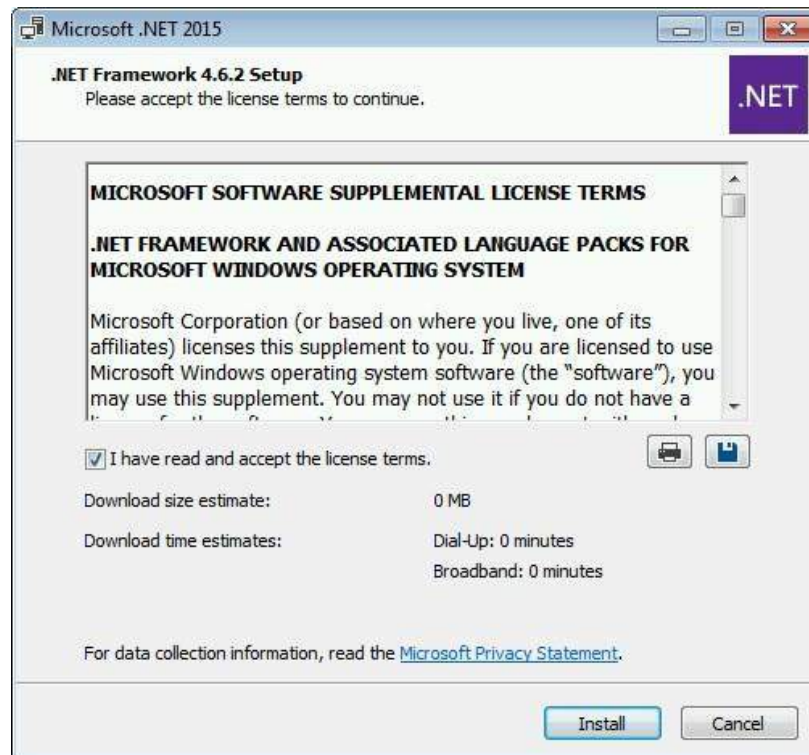 Microsoft .NET 2015
.NET Framework 4.6.2 Setup
Please accept the license terms to continue.
.NET
MICROSOFT SOFTWARE SUPPLEMENTAL LICENSE TERMS
.NET FRAMEWORK AND ASSOCIATED LANGUAGE PACKS FOR
MICROSOFT WINDOWS OPERATING SYSTEM
Microsoft Corporation (or based on where you live, one of its
affiliates) licenses this supplement to you. If you are licensed to use
Microsoft Windows operating system software (the “software”), you
may use this supplement. You may not use it if you do not have a
I have read and accept the license terms.
Download size estimate: 0 MB
Download time estimates: Dial-Up: 0 minutes
Broadband: 0 minutes
For data collection information, read the Microsoft Privacy Statement.
Install Cancel